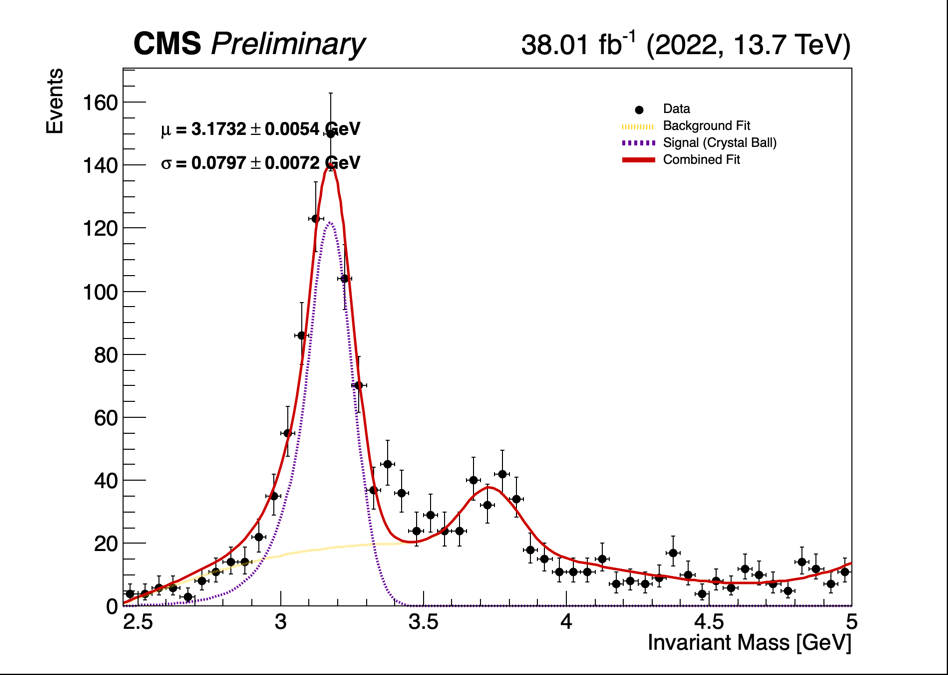 CMS Preliminary
38.01 fb⁻¹ (2022, 13.7 TeV)
Events
160
140
120
100
80
60
40
20
0
μ = 3.1732 ± 0.0054 GeV
σ = 0.0797 ± 0.0072 GeV
Data
Background Fit
Signal (Crystal Ball)
Combined Fit
2.5 3 3.5 4 4.5 5
Invariant Mass [GeV]